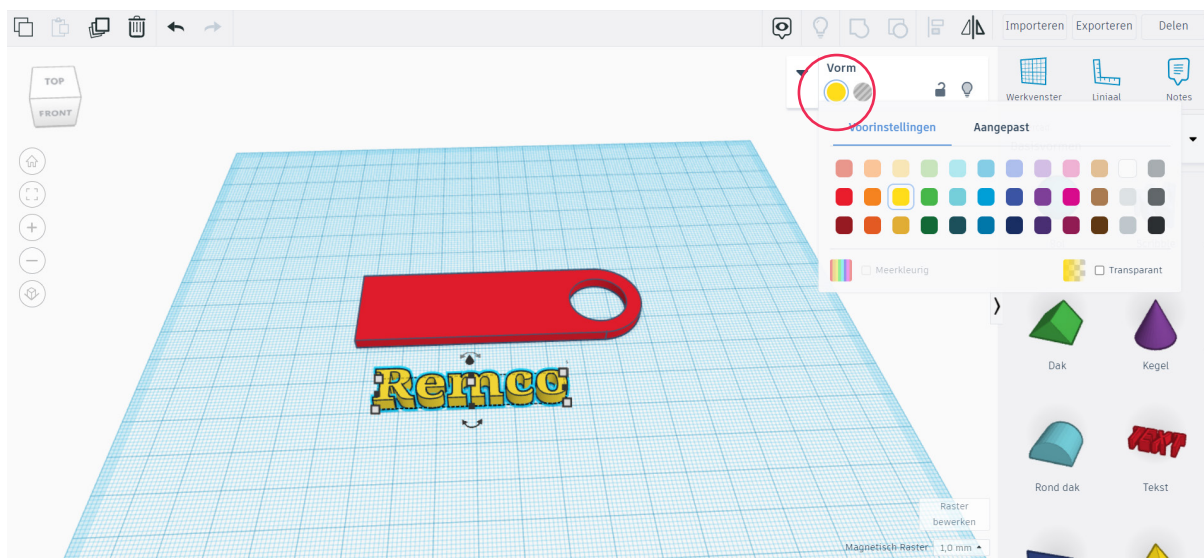 Importeren Exporteren Delen
TOP
FRONT
Vorm
Werkvenster Liniaal Notes
Voorinstellingen Aangepast
Meerkleurig Transparant
Remco
Dak Kegel
TEXT
Rond dak Tekst
Raster
bewerken
Magnetisch Raster 1,0 mm